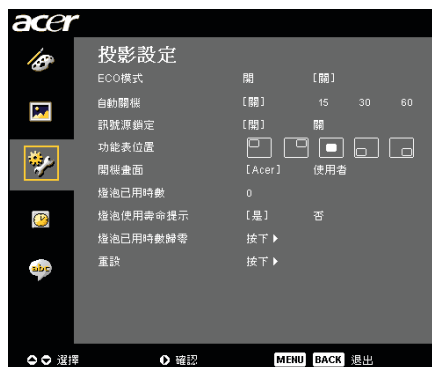 acer
投影設定
ECO模式 開 [關]
自動關機 [關] 15 30 60
訊號源鎖定 [開] 關
功能表位置
開機畫面 [Acer] 使用者
燈泡已用時數 0
燈泡使用壽命提示 [是] 否
燈泡已用時數歸零 按下
重設 按下
abc
選擇 確認 MENU BACK 退出